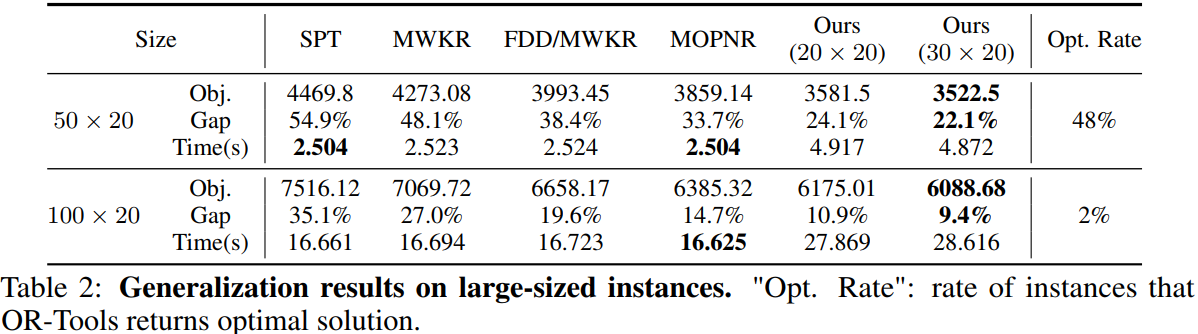 Size SPT MWKR FDD/MWKR MOPNR Ours (20 × 20) Ours (30 × 20) Opt. Rate
50 × 20 Obj. 4469.8 4273.08 3993.45 3859.14 3581.5 3522.5 48%
Gap 54.9% 48.1% 38.4% 33.7% 24.1% 22.1%
Time(s) 2.504 2.523 2.524 2.504 4.917 4.872
100 × 20 Obj. 7516.12 7069.72 6658.17 6385.32 6175.01 6088.68 2%
Gap 35.1% 27.0% 19.6% 14.7% 10.9% 9.4%
Time(s) 16.661 16.694 16.723 16.625 27.869 28.616
Table 2: Generalization results on large-sized instances. "Opt. Rate": rate of instances that
OR-Tools returns optimal solution.